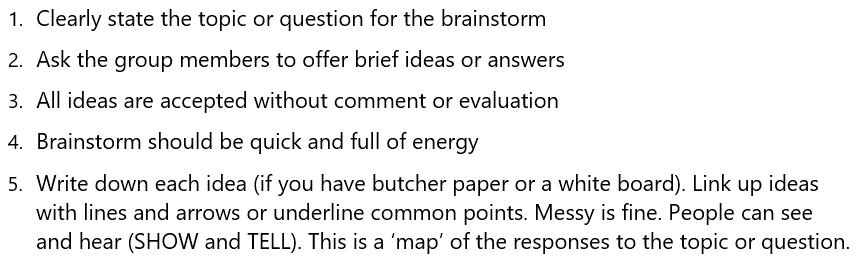 1. Clearly state the topic or question for the brainstorm
2. Ask the group members to offer brief ideas or answers
3. All ideas are accepted without comment or evaluation
4. Brainstorm should be quick and full of energy
5. Write down each idea (if you have butcher paper or a white board). Link up ideas
with lines and arrows or underline common points. Messy is fine. People can see
and hear (SHOW and TELL). This is a ‘map’ of the responses to the topic or question.